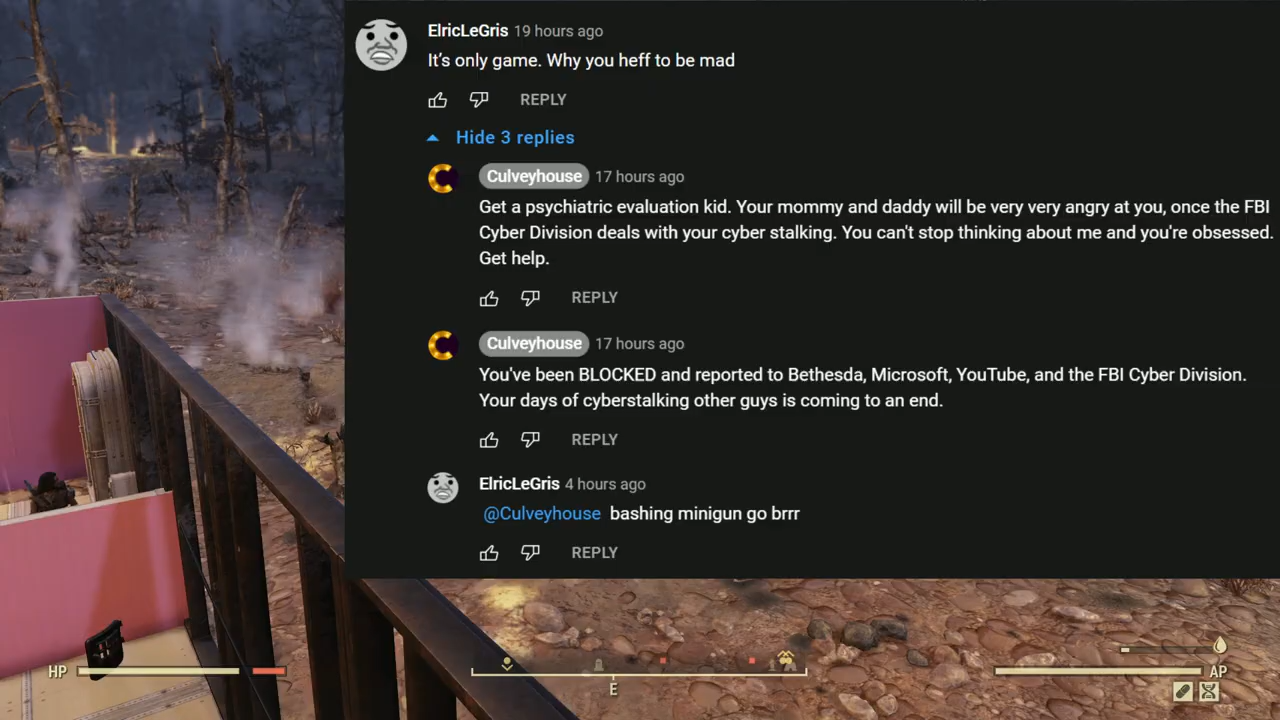 ElricLeGris 19 hours ago
It's only game. Why you heff to be mad
REPLY
Hide 3 replies
Culveyhouse 17 hours ago
Get a psychiatric evaluation kid. Your mommy and daddy will be very very angry at you, once the FBI
Cyber Division deals with your cyber stalking. You can't stop thinking about me and you're obsessed.
Get help.
REPLY
Culveyhouse 17 hours ago
You've been BLOCKED and reported to Bethesda, Microsoft, YouTube, and the FBI Cyber Division.
Your days of cyberstalking other guys is coming to an end.
REPLY
ElricLeGris 4 hours ago
@Culveyhouse bashing minigun go brrr
REPLY
HP
E
AP